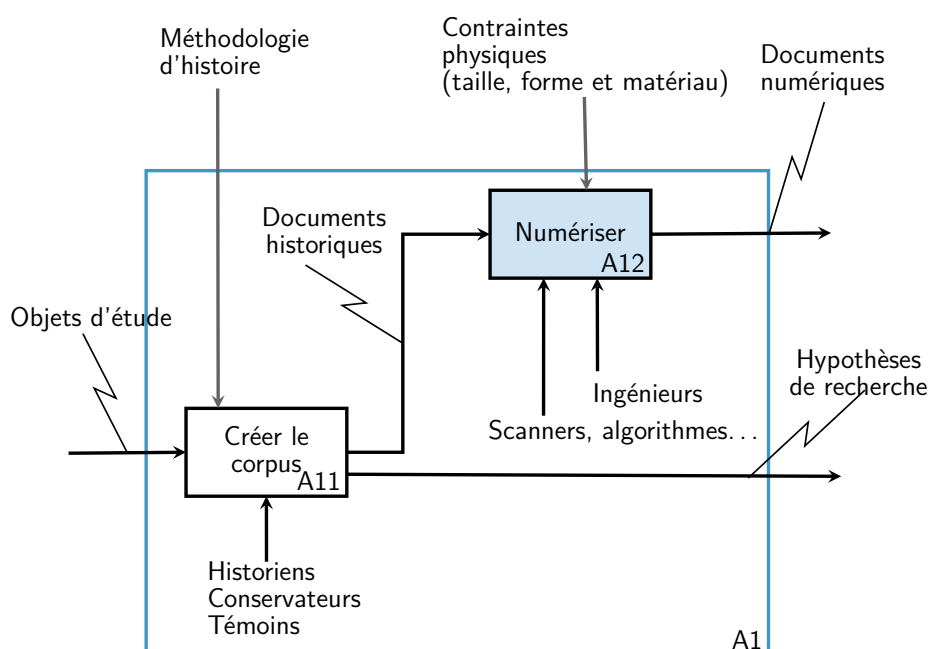 Méthodologie
d'histoire
Contraintes
physiques
(taille, forme et matériau)
Documents
numériques
Documents
historiques
Numériser
A12
Objets d'étude
Ingénieurs
Scanners, algorithmes...
Hypothèses
de recherche
Créer le
corpus
A11
Historiens
Conservateurs
Témoins
A1